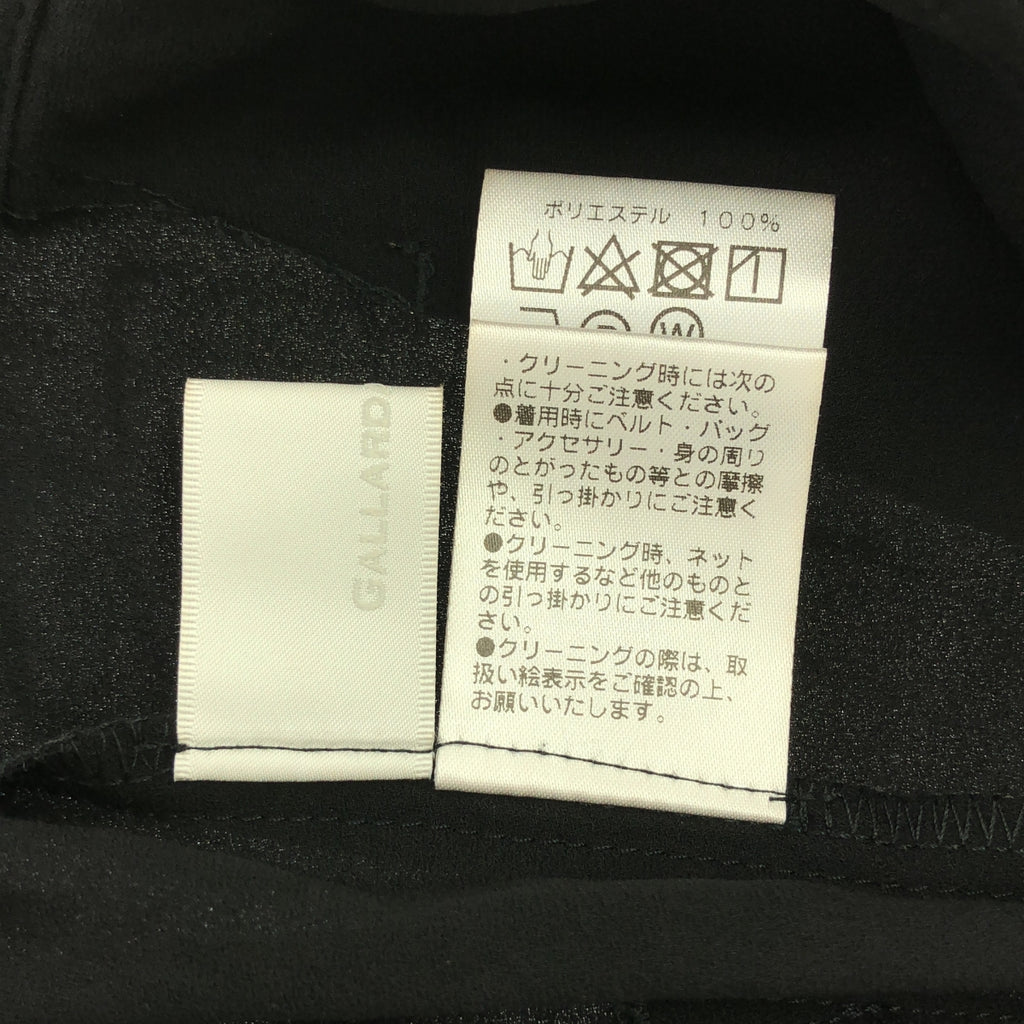 ポリエステル 100%
P W
・クリーニング時には次の
点に十分ご注意ください。
●着用時にベルト・バッグ
・アクセサリー・身の周り
のとがったもの等との摩擦
や、引っ掛かりにご注意く
ださい。
●クリーニング時、ネット
を使用するなど他のものと
の引っ掛かりにご注意くだ
さい。
●クリーニングの際は、取
扱い絵表示をご確認の上、
お願いいたします。
GALLARD